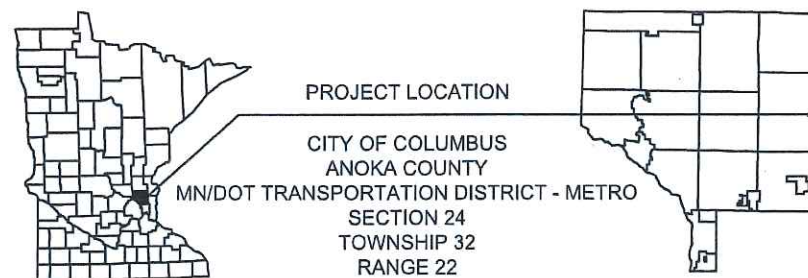 PROJECT LOCATION
CITY OF COLUMBUS
ANOKA COUNTY
MN/DOT TRANSPORTATION DISTRICT - METRO
SECTION 24
TOWNSHIP 32
RANGE 22